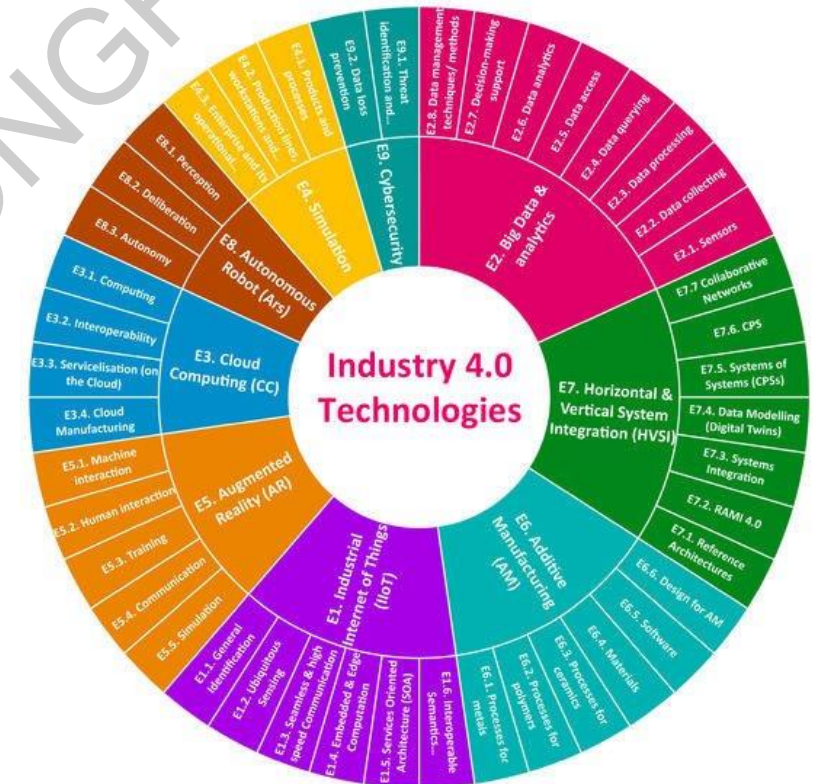 Industry 4.0
Technologies
E2. Big Data &
analytics
E2.8. Data management
techniques/ methods
E2.7. Decision-making
support
E2.6. Data analytics
E2.5. Data access
E2.4. Data querying
E2.3. Data processing
E2.2. Data collecting
E2.1. Sensors
E7. Horizontal &
Vertical System
Integration (HVSI)
E7.7 Collaborative
Networks
E7,6. CPS
E7.5. Systems of
Systems (CPSs)
E7.4. Data Modelling
(Digital Twins)
E7.3. Systems
Integration
E7.2. RAMI 4.0
E7.1. Reference
Architectures
E6. Additive
Manufacturing
(AM)
E6.6. Design for AM
E6.5. Software
E6.4. Materials
E6.3. Processes for
ceramics
E6.2. Processes for
polymers
E6.1. Processes for
metals
E1. Industrial
Internet of Things
(IIoT)
E1.6. Interoperable
Semantics...
E1.5. Services Oriented
Architecture (SOA)
E1.4. Embedded & Edge
Computation
E1.3. Seamless & high
speed Communication
E1.2. Ubiquitous
Sensing
E1.1. General
Identification
E5. Augmented
Reality (AR)
E5.5. Simulation
E5.4. Communication
E5.3. Training
E5.2. Human interaction
E5.1. Machine
Interaction
E3. Cloud
Computing (CC)
E3.4. Cloud
Manufacturing
E3.3. Servicelisation (on
the Cloud)
E3.2. Interoperability
E3.1. Computing
E8. Autonomous
Robot (Ars)
E8.3. Autonomy
E8.2. Deliberation
E8.1. Perception
E4. Simulation
E4.3. Enterprise and its
operational...
E4.2. Production lines,
workstations and...
E4.1. Products and
processes
E9. Cybersecurity
E9.2. Data loss
prevention
E9.1. Threat
identification and...